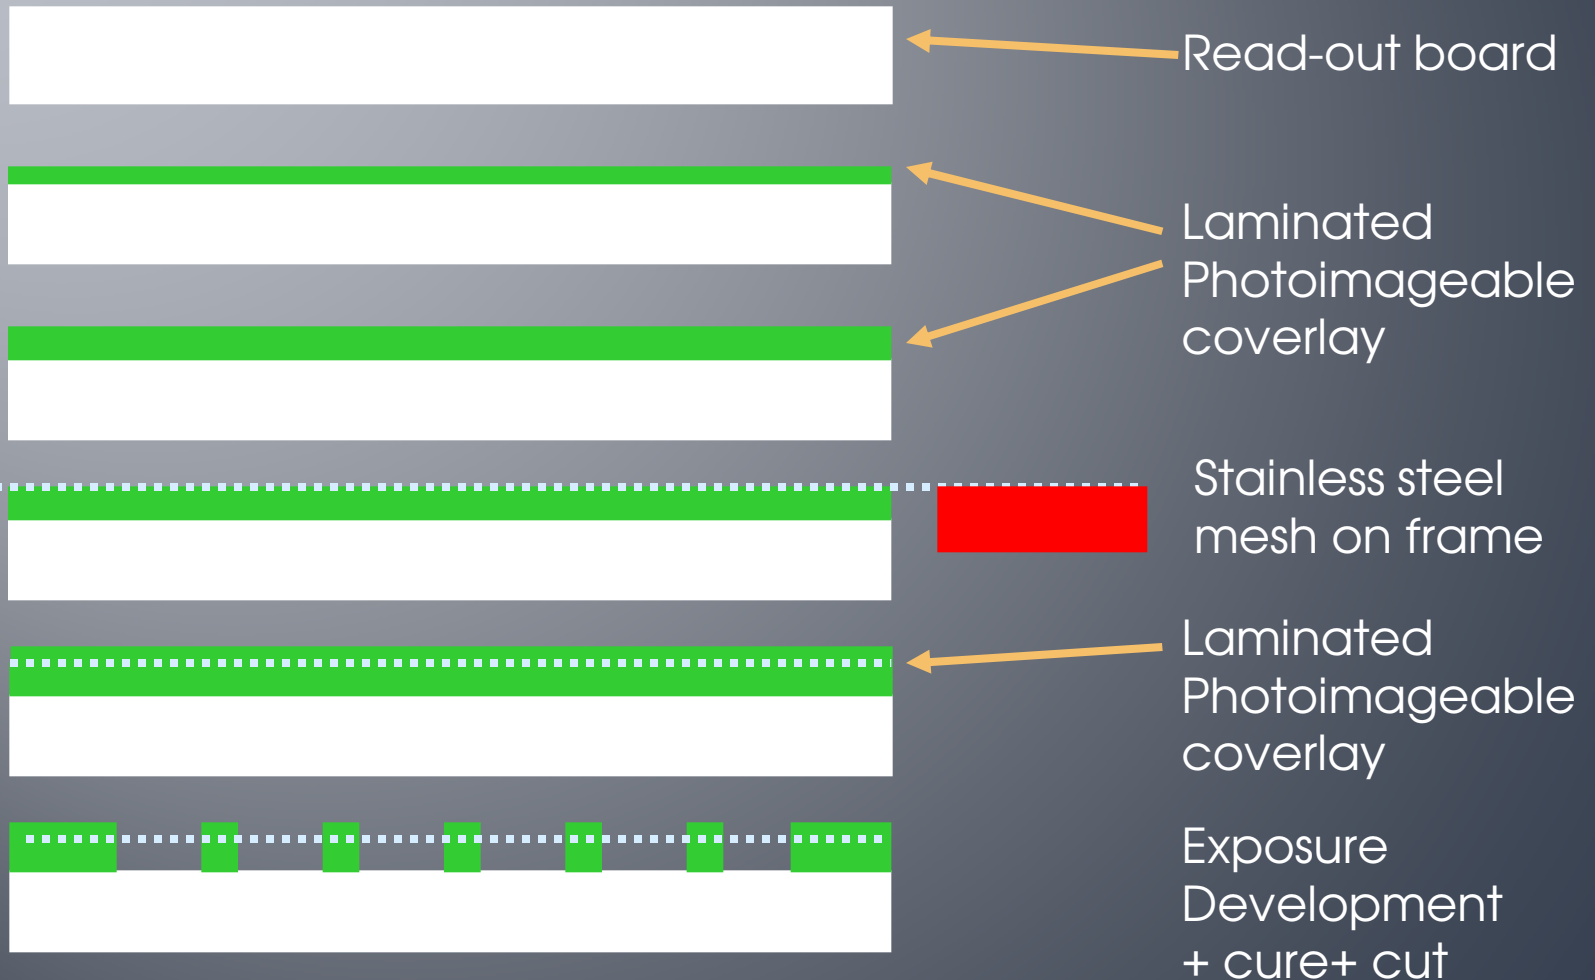 Read-out board
Laminated
Photoimageable
coverlay
Stainless steel
mesh on frame
Laminated
Photoimageable
coverlay
Exposure
Development
+ cure+ cut